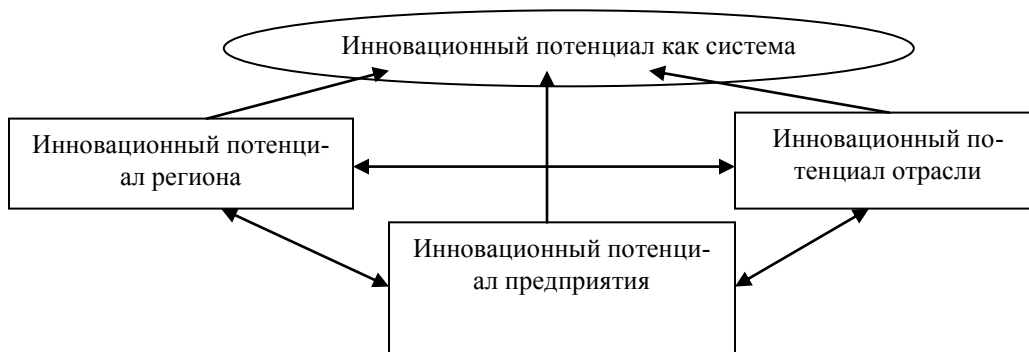 Инновационный потенциал как система
Инновационный потенци-
ал региона
Инновационный по-
тенциал отрасли
Инновационный потенци-
ал предприятия